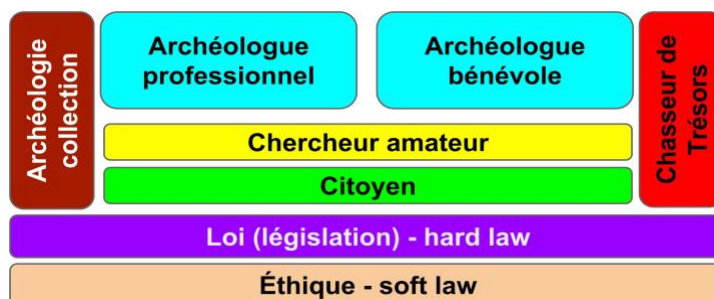 Archéologie
collection
Archéologue
professionnel
Archéologue
bénévole
Chasseur de
Trésors
Chercheur amateur
Citoyen
Loi (législation) - hard law
Éthique - soft law